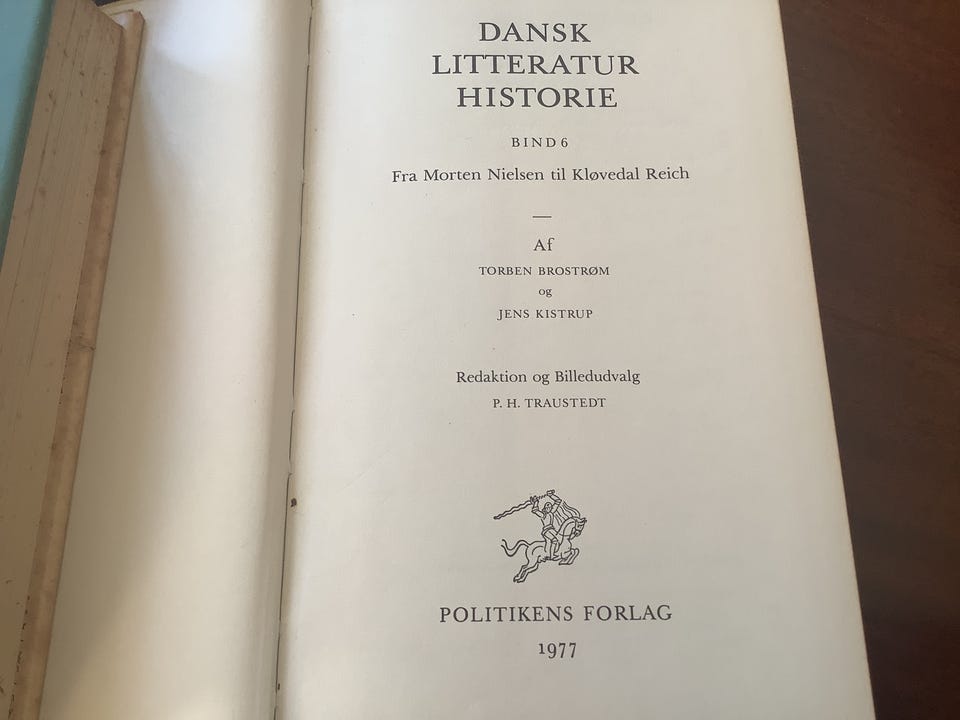 DANSK
LITTERATUR
HISTORIE
BIND 6
Fra Morten Nielsen til Kløvedal Reich
—
Af
TORBEN BROSTRØM
og
JENS KISTRUP
Redaktion og Billedudvalg
P. H. TRAUSTEDT
POLITIKENS FORLAG
1977